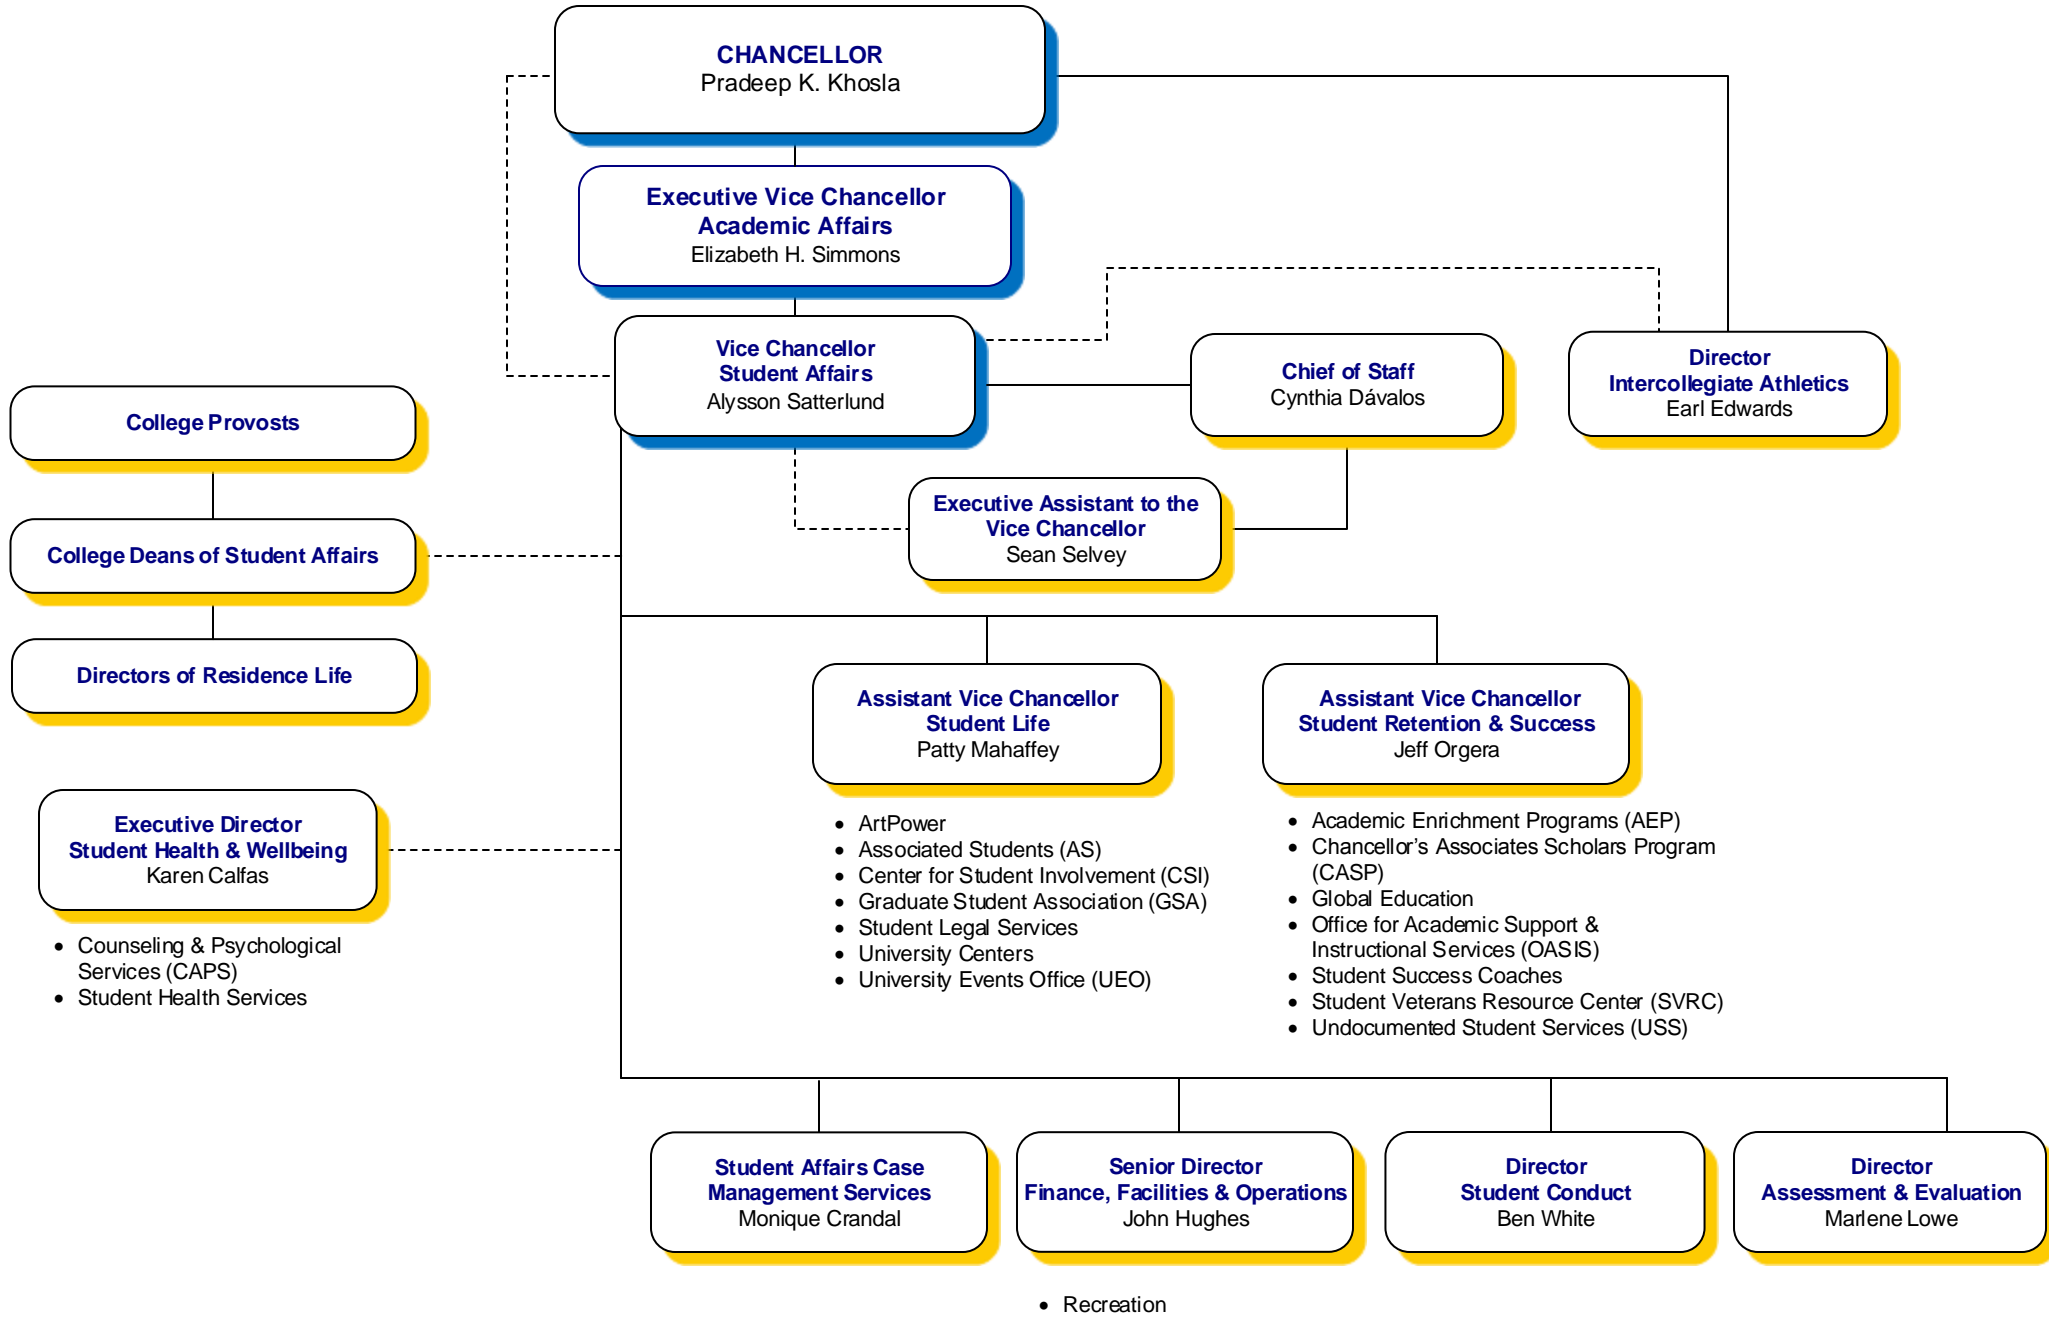 CHANCELLOR
Pradeep K. Khosla
Executive Vice Chancellor
Academic Affairs
Elizabeth H. Simmons
Vice Chancellor
Student Affairs
Alysson Satterlund
Chief of Staff
Cynthia Dávalos
Director
Intercollegiate Athletics
Earl Edwards
College Provosts
Executive Assistant to the
Vice Chancellor
Sean Selvey
College Deans of Student Affairs
Directors of Residence Life
Assistant Vice Chancellor
Student Life
Patty Mahaffey
• ArtPower
• Associated Students (AS)
• Center for Student Involvement (CSI)
• Graduate Student Association (GSA)
• Student Legal Services
• University Centers
• University Events Office (UEO)
Assistant Vice Chancellor
Student Retention & Success
Jeff Orgera
• Academic Enrichment Programs (AEP)
• Chancellor’s Associates Scholars Program
(CASP)
• Global Education
• Office for Academic Support &
Instructional Services (OASIS)
• Student Success Coaches
• Student Veterans Resource Center (SVRC)
• Undocumented Student Services (USS)
Executive Director
Student Health & Wellbeing
Karen Calfas
• Counseling & Psychological
Services (CAPS)
• Student Health Services
Student Affairs Case
Management Services
Monique Crandal
Senior Director
Finance, Facilities & Operations
John Hughes
• Recreation
Director
Student Conduct
Ben White
Director
Assessment & Evaluation
Marlene Lowe